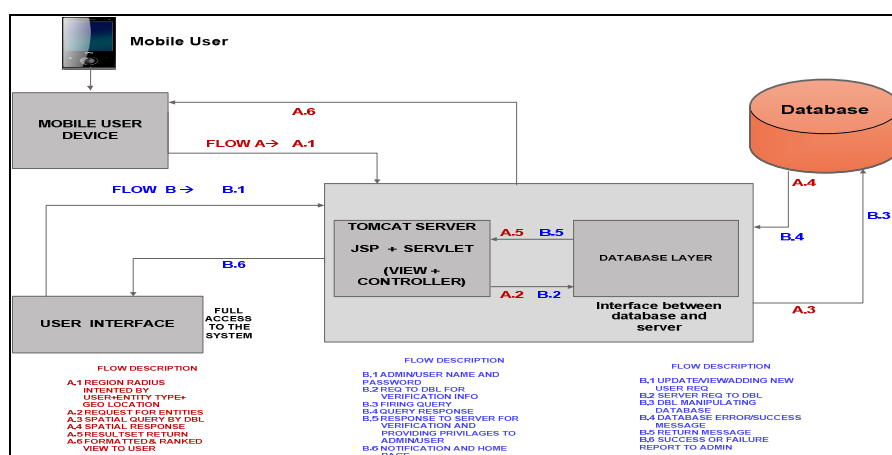 Mobile User
MOBILE USER
DEVICE
A.6
FLOW A→ A.1
Database
FLOW B→ B.1
A.4
B.3
B.4
TOMCAT SERVER
JSP + SERVLET
(VIEW +
CONTROLLER)
A.5 B.5
A.2 B.2
DATABASE LAYER
B.6
Interface between
database and
server
A.3
USER INTERFACE
FULL
ACCESS
TO THE
SYSTEM
FLOW DESCRIPTION
A.1 REGION RADIUS
INTENTED BY
USER+ENTITY TYPE+
GEO LOCATION
A.2 REQUEST FOR ENTITIES
A.3 SPATIAL QUERY BY DBL
A.4 SPATIAL RESPONSE
A.5 RESULTSET RETURN
A.6 FORMATTED& RANKED
VIEW TO USER
FLOW DESCRIPTION
B.1 ADMIN/USER NAME AND
PASSWORD
B.2 REQ TO DBL FOR
VERIFICATION INFO
B.3 FIRING QUERY
B.4 QUERY RESPONSE
B.5 RESPONSE TO SERVER FOR
VERIFICATION AND
PROVIDING PRIVILAGES TO
ADMIN/USER
B.6 NOTIFICATION AND HOME
PAGE
FLOW DESCRIPTION
B.1 UPDATE/VIEW/ADDING NEW
USER REQ
B.2 SERVER REQ TO DBL
B.3 DBL MANIPULATING
DATABASE
B.4 DATABASE ERROR/SUCCESS
MESSAGE
B.5 RETURN MESSAGE
B.6 SUCCESS OR FAILURE
REPORT TO ADMIN